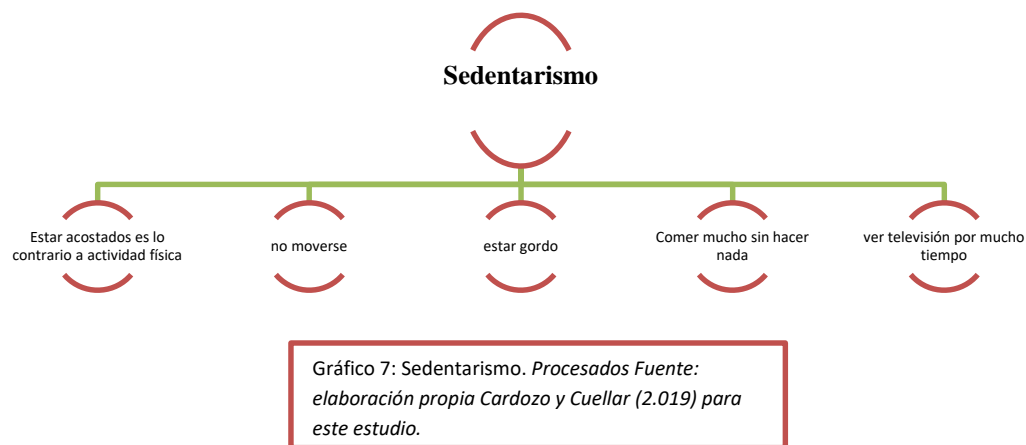 Sedentarismo
Estar acostados es lo
contrario a actividad física
no moverse
estar gordo
Comer mucho sin hacer
nada
ver televisión por mucho
tiempo
Gráfico 7: Sedentarismo. Procesados Fuente:
elaboración propia Cardozo y Cuellar (2.019) para
este estudio.